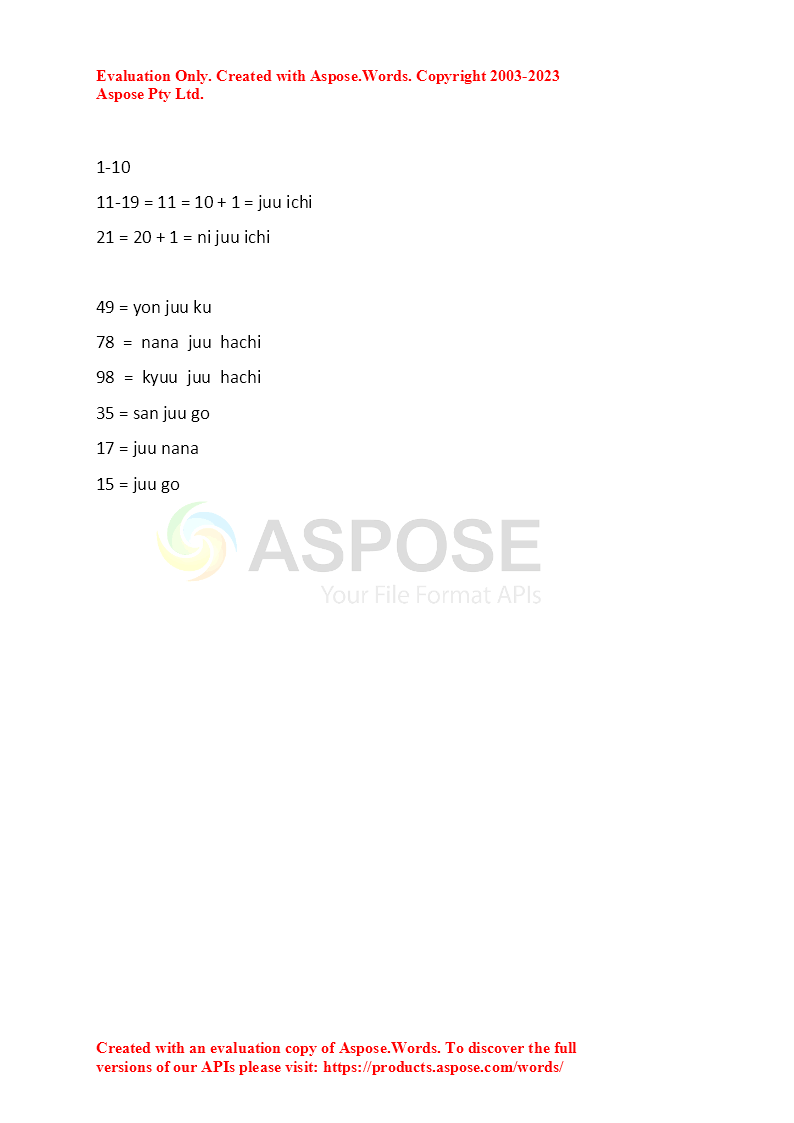 Evaluation Only. Created with Aspose.Words. Copyright 2003-2023
Aspose Pty Ltd.
1-10
11-19 = 11 = 10 + 1 = juu ichi
21 = 20 + 1 = ni juu ichi
49 = yon juu ku
78 = nana juu hachi
98 = kyuu juu hachi
35 = san juu go
17 = juu nana
15 = juu go
ASPOSE
Your File Format APIs
Created with an evaluation copy of Aspose.Words. To discover the full
versions of our APIs please visit: https://products.aspose.com/words/